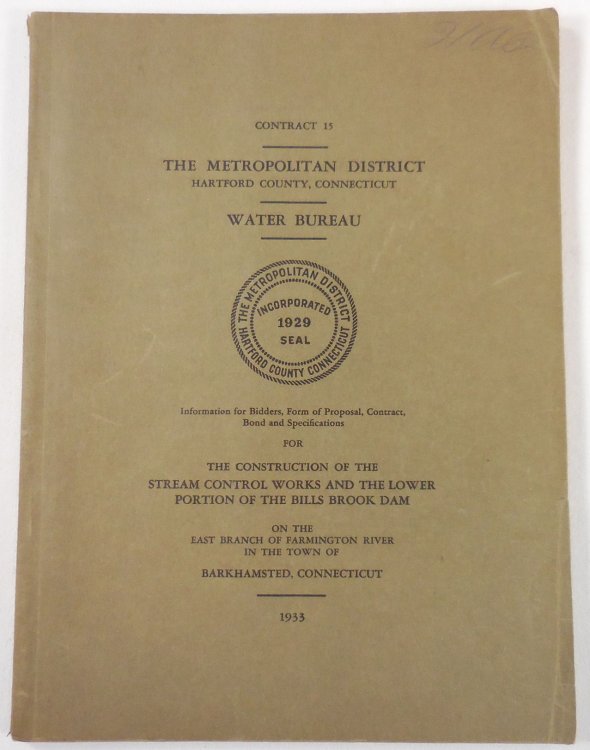 CONTRACT 15
THE METROPOLITAN DISTRICT
HARTFORD COUNTY, CONNECTICUT
WATER BUREAU
THE METROPOLITAN DISTRICT
HARTFORD COUNTY CONNECTICUT
INCORPORATED
1929
SEAL
Information for Bidders, Form of Proposal, Contract,
Bond and Specifications
FOR
THE CONSTRUCTION OF THE
STREAM CONTROL WORKS AND THE LOWER
PORTION OF THE BILLS BROOK DAM
ON THE
EAST BRANCH OF FARMINGTON RIVER
IN THE TOWN OF
BARKHAMSTED, CONNECTICUT
1933